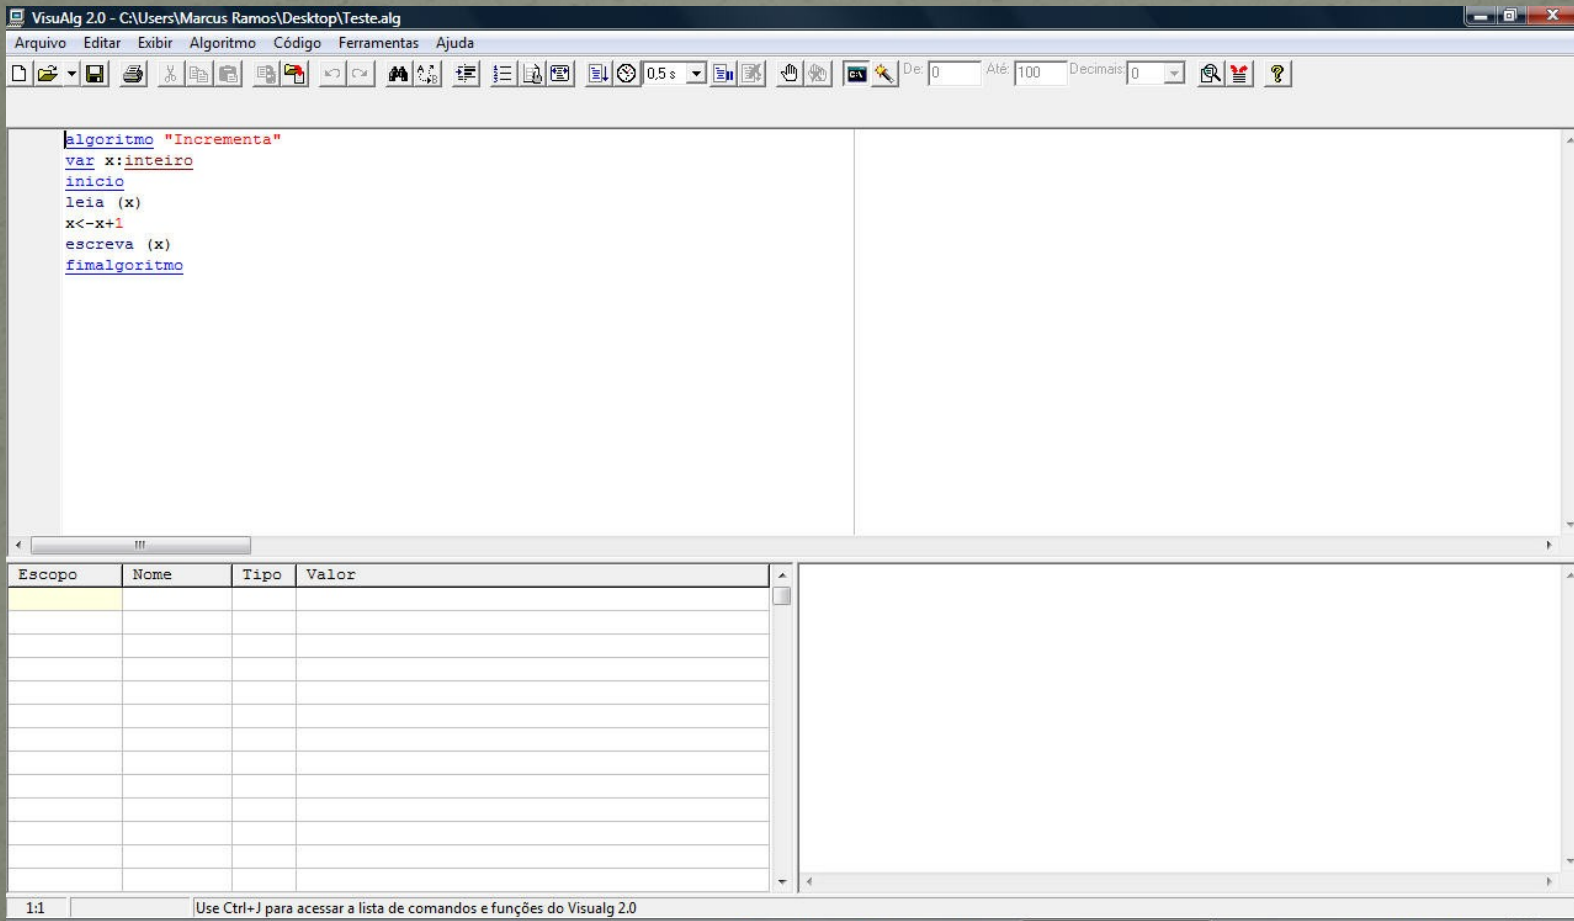 VisuAlg 2.0 - C:\Users\Marcus Ramos\Desktop\Teste.alg
Arquivo Editar Exibir Algoritmo Código Ferramentas Ajuda
0,5 s De: 0 Até: 100 Decimais: 0
algoritmo "Incrementa"
var x:inteiro
inicio
leia (x)
x<-x+1
escreva (x)
fimalgoritmo
Escopo Nome Tipo Valor
1:1 Use Ctrl+J para acessar a lista de comandos e funções do Visualg 2.0